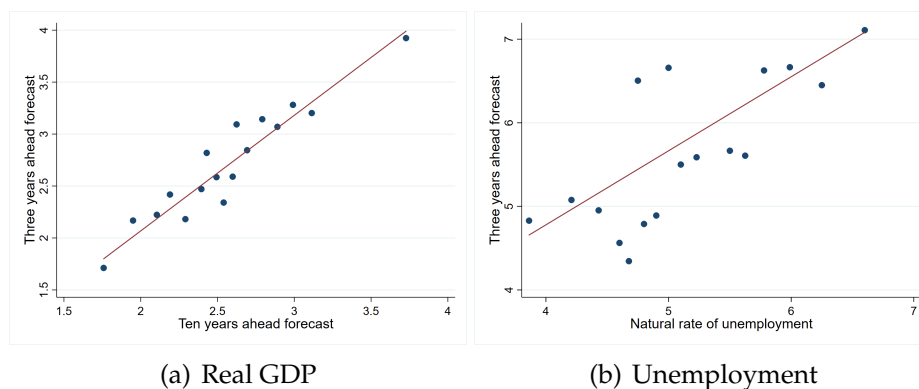 Three years ahead forecast
4
3.5
3
2.5
2
1.5
1.5 2 2.5 3 3.5 4
Ten years ahead forecast
(a) Real GDP
Three years ahead forecast
7
6
5
4
4 5 6 7
Natural rate of unemployment
(b) Unemployment